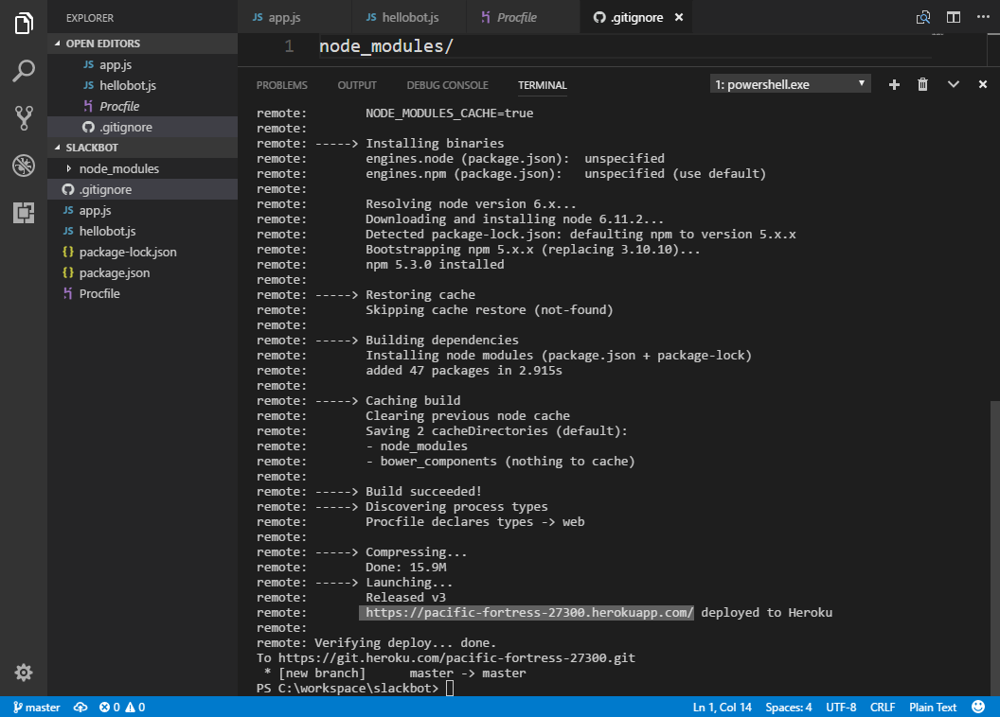 EXPLORER
OPEN EDITORS
JS app.js
JS hellobot.js
Procfile
.gitignore
SLACKBOT
node_modules
.gitignore
JS app.js
JS hellobot.js
{} package-lock.json
{} package.json
Procfile
JS app.js JS hellobot.js Procfile .gitignore
1 node_modules/
PROBLEMS OUTPUT DEBUG CONSOLE TERMINAL 1: powershell.exe
remote: NODE_MODULES_CACHE=true
remote:
remote: -----> Installing binaries
remote: engines.node (package.json): unspecified
remote: engines.npm (package.json): unspecified (use default)
remote:
remote: Resolving node version 6.x...
remote: Downloading and installing node 6.11.2...
remote: Detected package-lock.json: defaulting npm to version 5.x.x
remote: Bootstrapping npm 5.x.x (replacing 3.10.10)...
remote: npm 5.3.0 installed
remote:
remote: -----> Restoring cache
remote: Skipping cache restore (not-found)
remote:
remote: -----> Building dependencies
remote: Installing node modules (package.json + package-lock)
remote: added 47 packages in 2.915s
remote:
remote: -----> Caching build
remote: Clearing previous node cache
remote: Saving 2 cacheDirectories (default):
remote: - node_modules
remote: - bower_components (nothing to cache)
remote:
remote: -----> Build succeeded!
remote: -----> Discovering process types
remote: Procfile declares types -> web
remote:
remote: -----> Compressing...
remote: Done: 15.9M
remote: -----> Launching...
remote: Released v3
remote: https://pacific-fortress-27300.herokuapp.com/ deployed to Heroku
remote:
remote: Verifying deploy... done.
To https://git.heroku.com/pacific-fortress-27300.git
* [new branch] master -> master
PS C:\workspace\slackbot>
master 0 0 Ln 1, Col 14 Spaces: 4 UTF-8 CRLF Plain Text